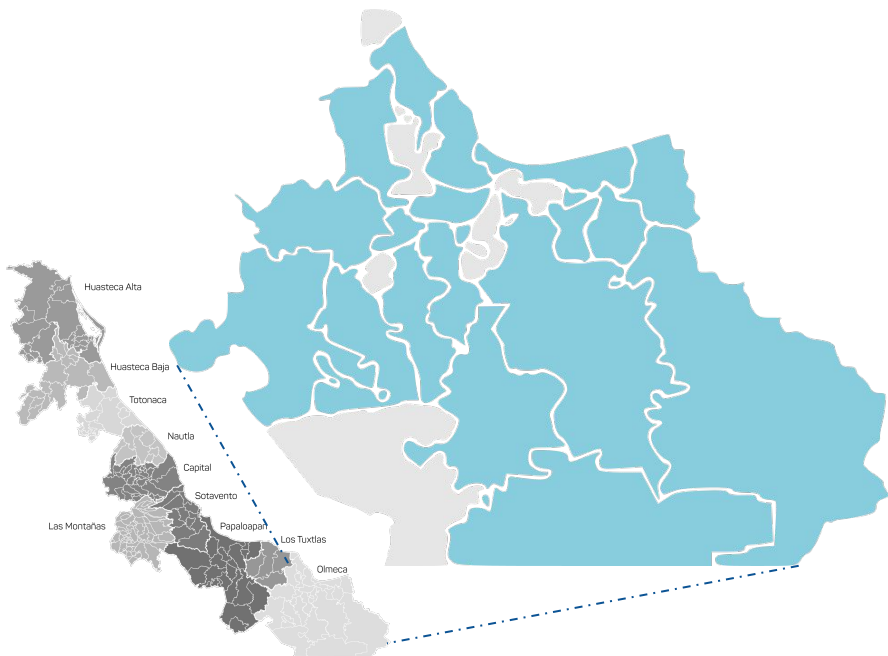 Huasteca Alta
Huasteca Baja
Totonaca
Nautla
Capital
Sotavento
Las Montañas
Papaloapan
Los Tuxtlas
Olmeca